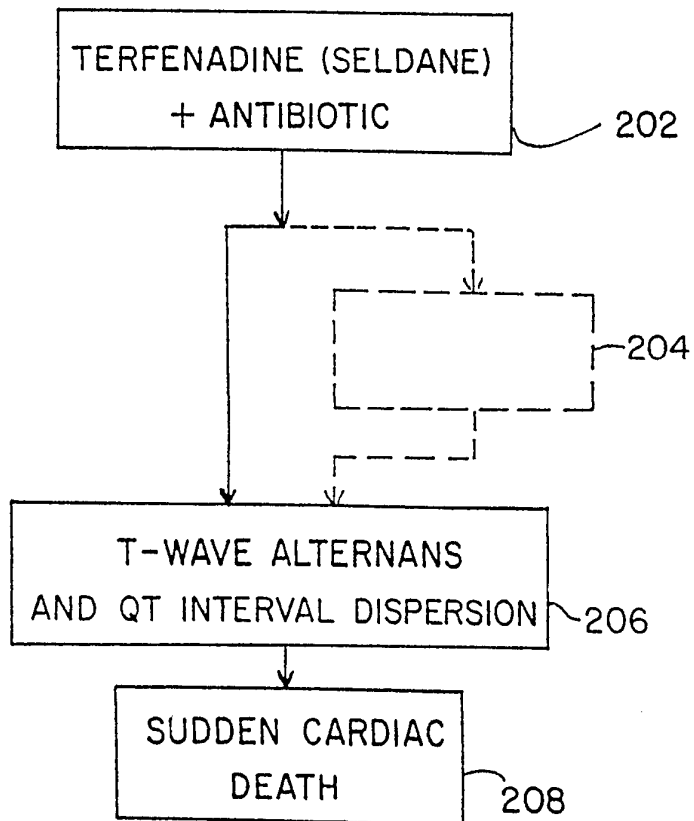 TERFENADINE (SELDANE)
+ ANTIBIOTIC
202
204
T-WAVE ALTERNANS
AND QT INTERVAL DISPERSION
206
SUDDEN CARDIAC
DEATH
208